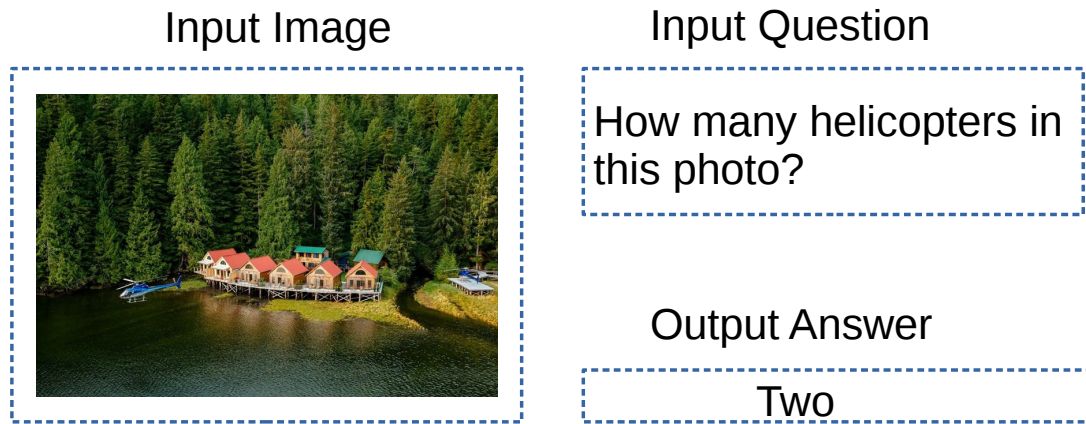 Input Image
Input Question
How many helicopters in
this photo?
Output Answer
Two